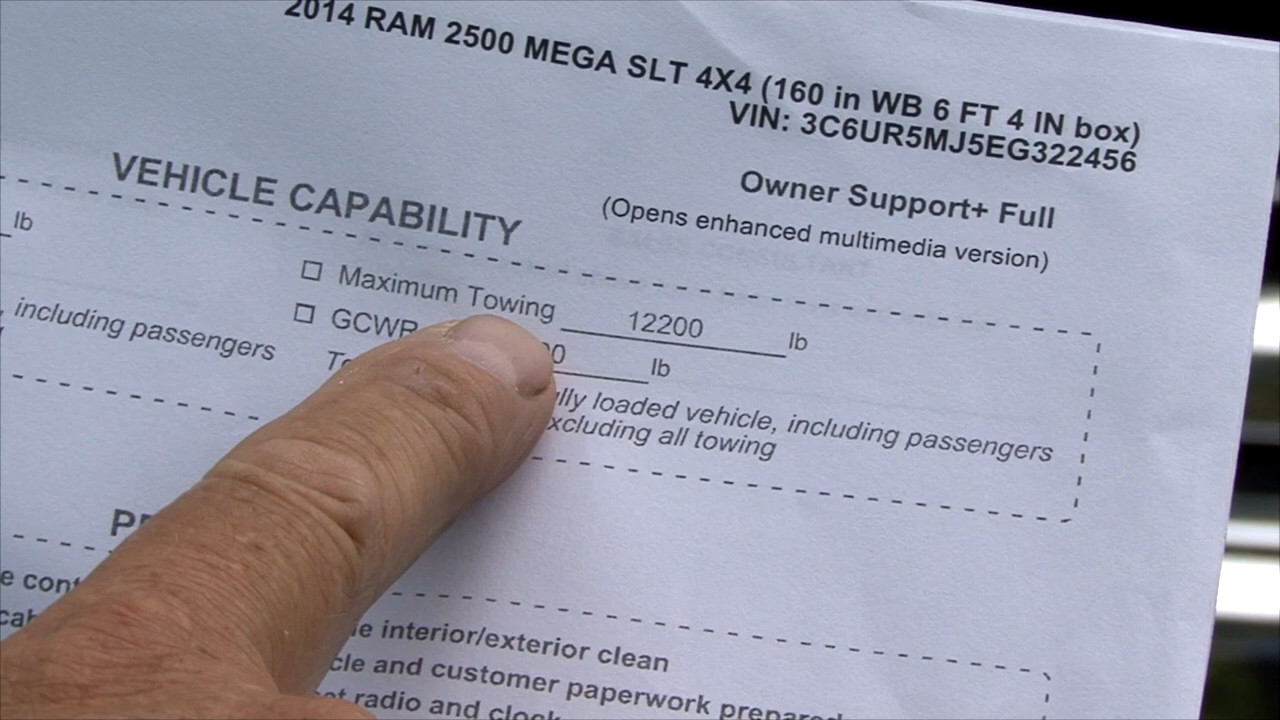 2014 RAM 2500 MEGA SLT 4X4 (160 in WB 6 FT 4 IN box)
VIN: 3C6UR5MJ5EG322456
Owner Support+ Full
(Opens enhanced multimedia version)
VEHICLE CAPABILITY
lb
, including passengers
☐ Maximum Towing 12200 lb
☐ GCWR 00 lb
lly loaded vehicle, including passengers
xcluding all towing
e interior/exterior clean
cle and customer paperwork prepared
radio and clock